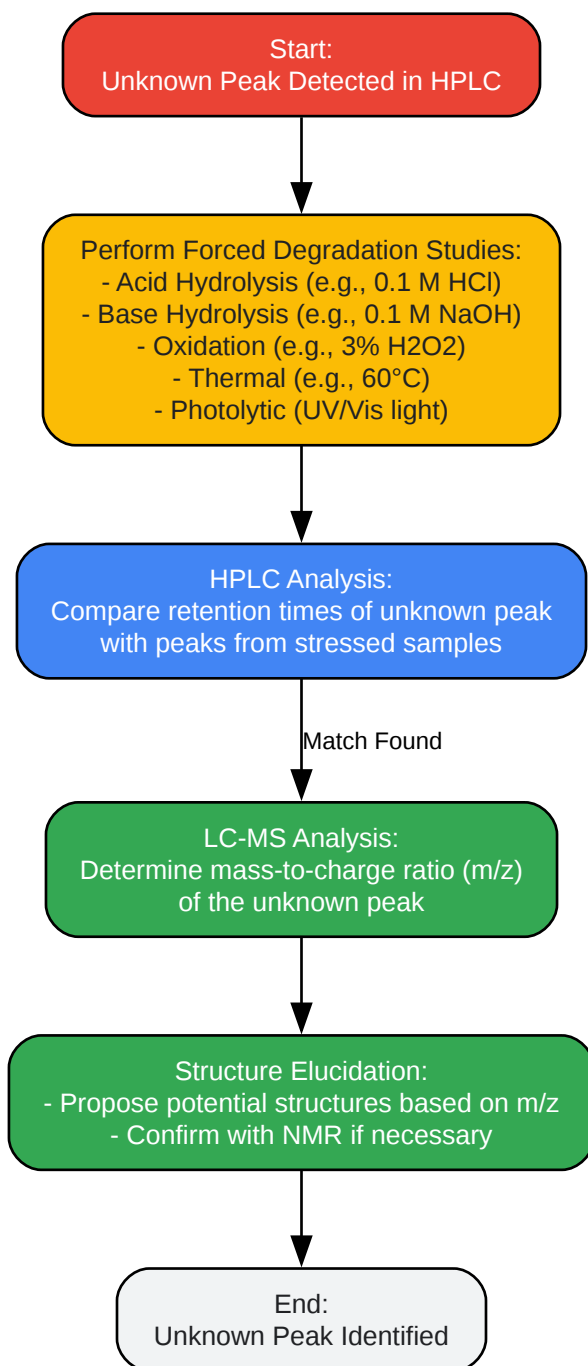 Start:
Unknown Peak Detected in HPLC
Perform Forced Degradation Studies:
- Acid Hydrolysis (e.g., 0.1 M HCl)
- Base Hydrolysis (e.g., 0.1 M NaOH)
- Oxidation (e.g., 3% H2O2)
- Thermal (e.g., 60°C)
- Photolytic (UV/Vis light)
HPLC Analysis:
Compare retention times of unknown peak
with peaks from stressed samples
Match Found
LC-MS Analysis:
Determine mass-to-charge ratio (m/z)
of the unknown peak
Structure Elucidation:
- Propose potential structures based on m/z
- Confirm with NMR if necessary
End:
Unknown Peak Identified